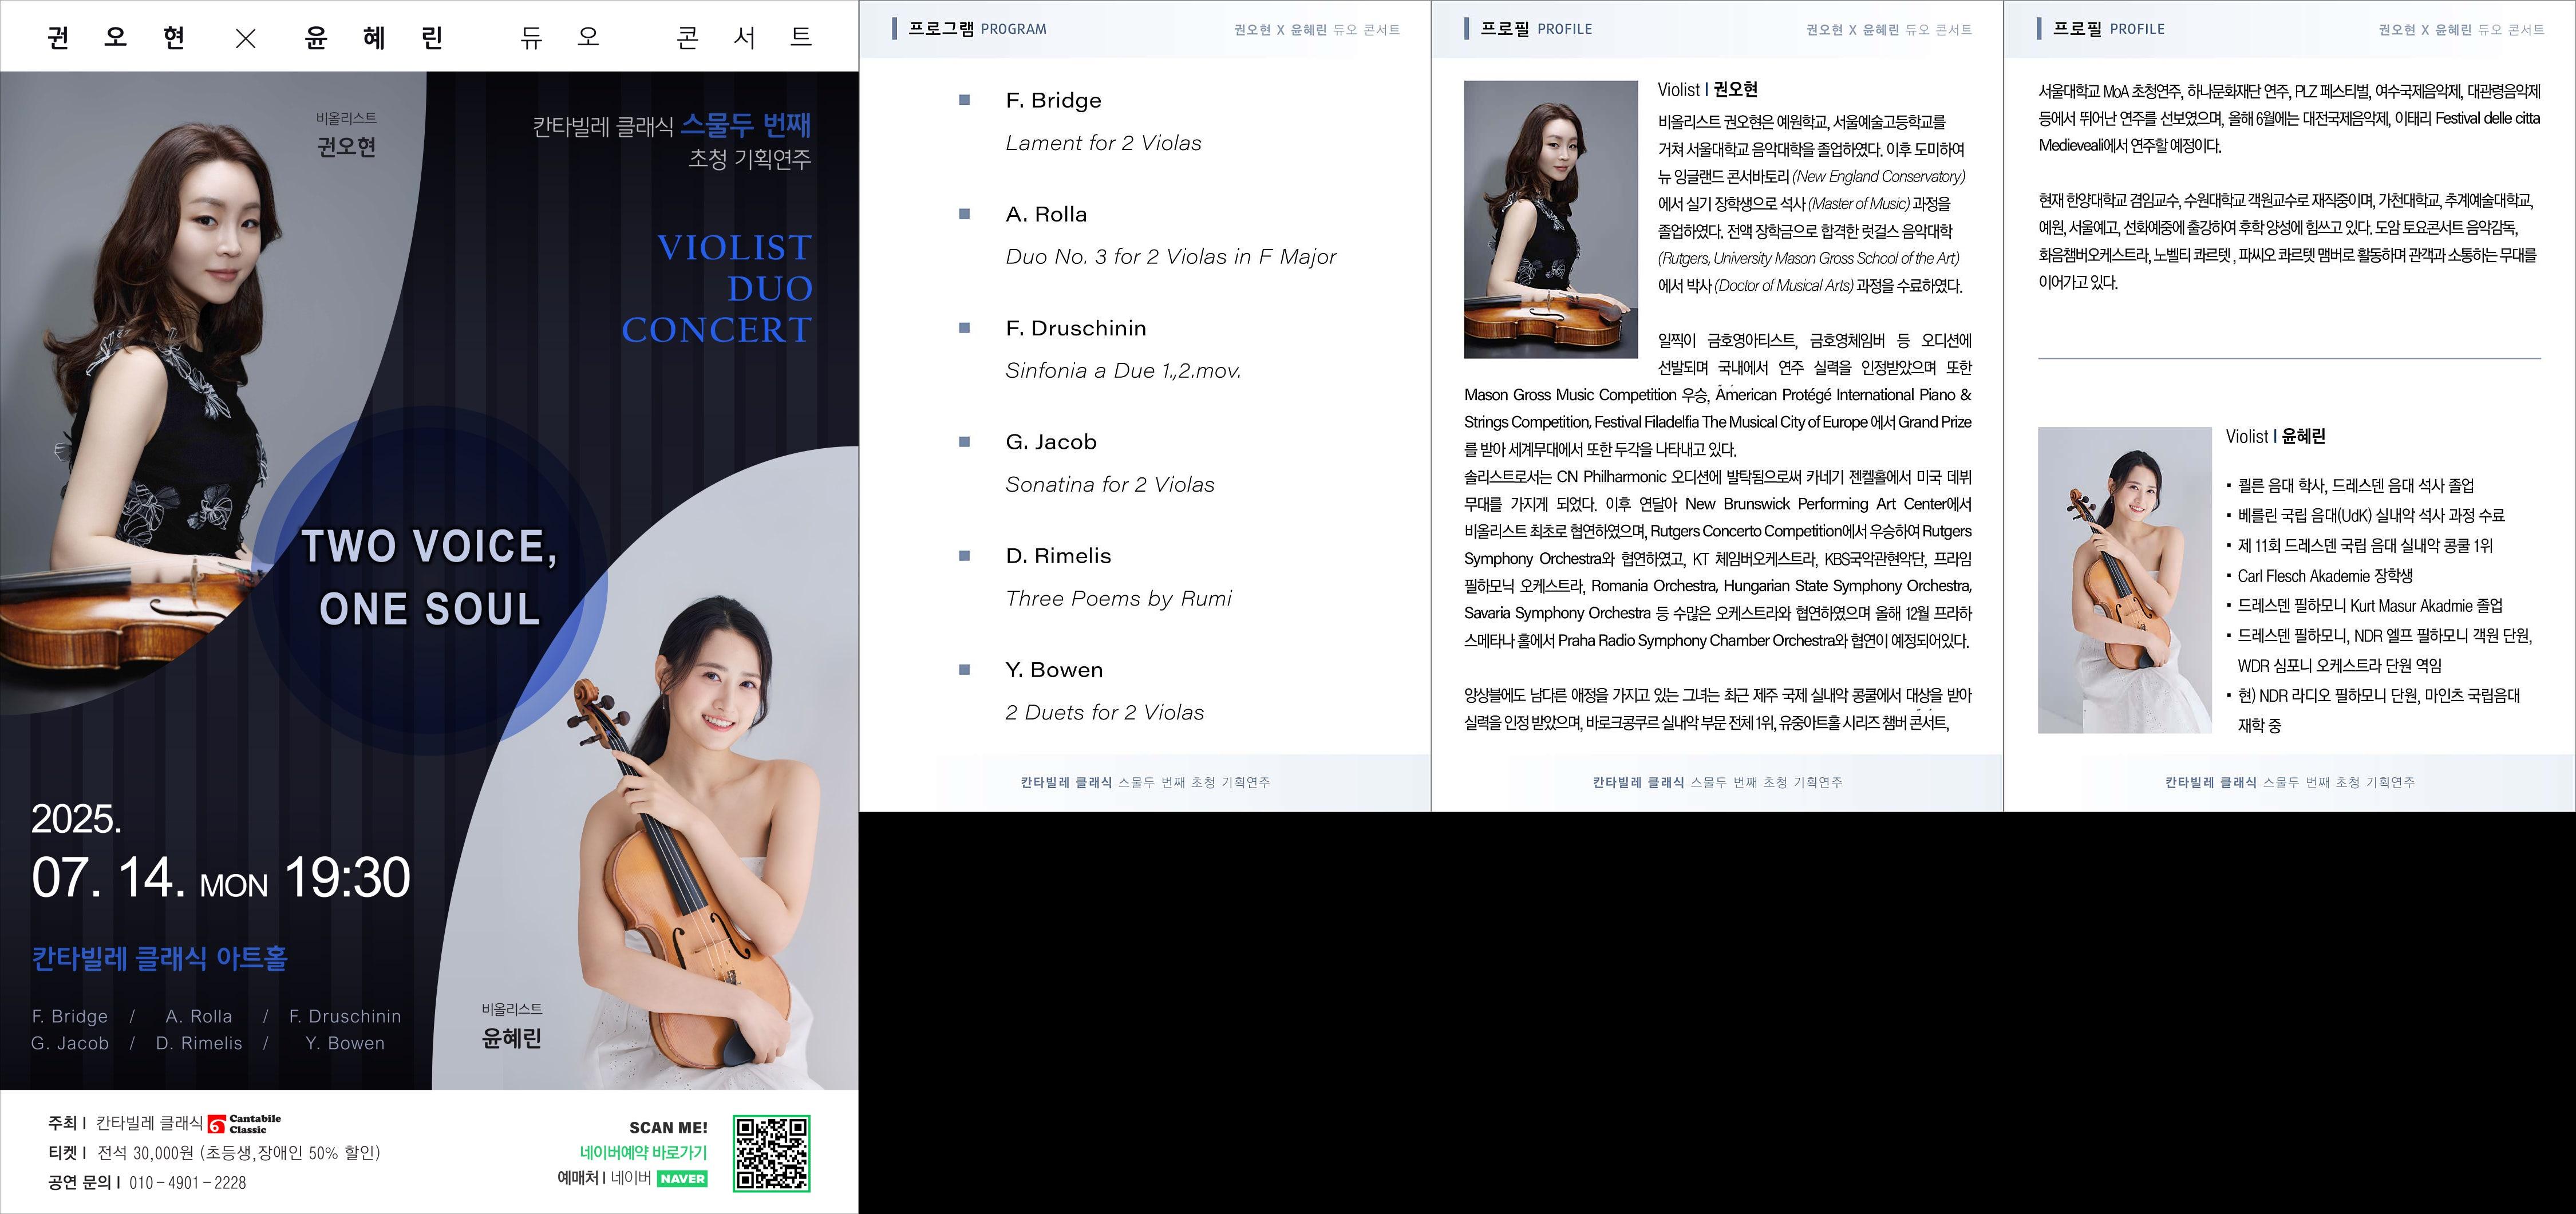 권 오 현 × 윤 혜 린 듀 오 콘 서 트
비올리스트
권오현
칸타빌레 클래식 스물두 번째
초청 기획연주
VIOLIST
DUO
CONCERT
TWO VOICE,
ONE SOUL
2025.
07. 14. MON 19:30
칸타빌레 클래식 아트홀
F. Bridge / A. Rolla / F. Druschinin
G. Jacob / D. Rimelis / Y. Bowen
비올리스트
윤혜린
주최 | 칸타빌레 클래식 Cantabile Classic
티켓 | 전석 30,000원 (초등생,장애인 50% 할인)
공연 문의 | 010-4901-2228
SCAN ME!
네이버예약 바로가기
예매처 | 네이버 NAVER
프로그램 PROGRAM
권오현 X 윤혜린 듀오 콘서트
F. Bridge
Lament for 2 Violas
A. Rolla
Duo No. 3 for 2 Violas in F Major
F. Druschinin
Sinfonia a Due 1.,2.mov.
G. Jacob
Sonatina for 2 Violas
D. Rimelis
Three Poems by Rumi
Y. Bowen
2 Duets for 2 Violas
칸타빌레 클래식 스물두 번째 초청 기획연주
프로필 PROFILE
권오현 X 윤혜린 듀오 콘서트
Violist | 권오현
비올리스트 권오현은 예원학교, 서울예술고등학교를
거쳐 서울대학교 음악대학을 졸업하였다. 이후 도미하여
뉴 잉글랜드 콘서바토리 (New England Conservatory)
에서 실기 장학생으로 석사 (Master of Music) 과정을
졸업하였다. 전액 장학금으로 합격한 럿걸스 음악대학
(Rutgers, University Mason Gross School of the Art)
에서 박사 (Doctor of Musical Arts) 과정을 수료하였다.
일찍이 금호영아티스트, 금호영체임버 등 오디션에
선발되며 국내에서 연주 실력을 인정받았으며 또한
Mason Gross Music Competition 우승, American Protégé International Piano &
Strings Competition, Festival Filadelfia The Musical City of Europe 에서 Grand Prize
를 받아 세계무대에서 또한 두각을 나타내고 있다.
솔리스트로서는 CN Philharmonic 오디션에 발탁됨으로써 카네기 젠켈홀에서 미국 데뷔
무대를 가지게 되었다. 이후 연달아 New Brunswick Performing Art Center에서
비올리스트 최초로 협연하였으며, Rutgers Concerto Competition에서 우승하여 Rutgers
Symphony Orchestra와 협연하였고, KT 체임버오케스트라, KBS국악관현악단, 프라임
필하모닉 오케스트라, Romania Orchestra, Hungarian State Symphony Orchestra,
Savaria Symphony Orchestra 등 수많은 오케스트라와 협연하였으며 올해 12월 프라하
스메타나 홀에서 Praha Radio Symphony Chamber Orchestra와 협연이 예정되어있다.
앙상블에도 남다른 애정을 가지고 있는 그녀는 최근 제주 국제 실내악 콩쿨에서 대상을 받아
실력을 인정 받았으며, 바로크콩쿠르 실내악 부문 전체 1위, 유중아트홀 시리즈 챔버 콘서트,
칸타빌레 클래식 스물두 번째 초청 기획연주
프로필 PROFILE
권오현 X 윤혜린 듀오 콘서트
서울대학교 MoA 초청연주, 하나문화재단 연주, PLZ 페스티벌, 여수국제음악제, 대관령음악제
등에서 뛰어난 연주를 선보였으며, 올해 6월에는 대전국제음악제, 이태리 Festival delle citta
Medieveali에서 연주할 예정이다.
현재 한양대학교 겸임교수, 수원대학교 객원교수로 재직중이며, 가천대학교, 추계예술대학교,
예원, 서울예고, 선화예중에 출강하여 후학 양성에 힘쓰고 있다. 도암 토요콘서트 음악감독,
화음챔버오케스트라, 노벨티 콰르텟 , 파씨오 콰르텟 맴버로 활동하며 관객과 소통하는 무대를
이어가고 있다.
Violist | 윤혜린
▪ 쾰른 음대 학사, 드레스덴 음대 석사 졸업
▪ 베를린 국립 음대(UdK) 실내악 석사 과정 수료
▪ 제 11회 드레스덴 국립 음대 실내악 콩쿨 1위
▪ Carl Flesch Akademie 장학생
▪ 드레스덴 필하모니 Kurt Masur Akadmie 졸업
▪ 드레스덴 필하모니, NDR 엘프 필하모니 객원 단원,
WDR 심포니 오케스트라 단원 역임
▪ 현) NDR 라디오 필하모니 단원, 마인츠 국립음대
재학 중
칸타빌레 클래식 스물두 번째 초청 기획연주